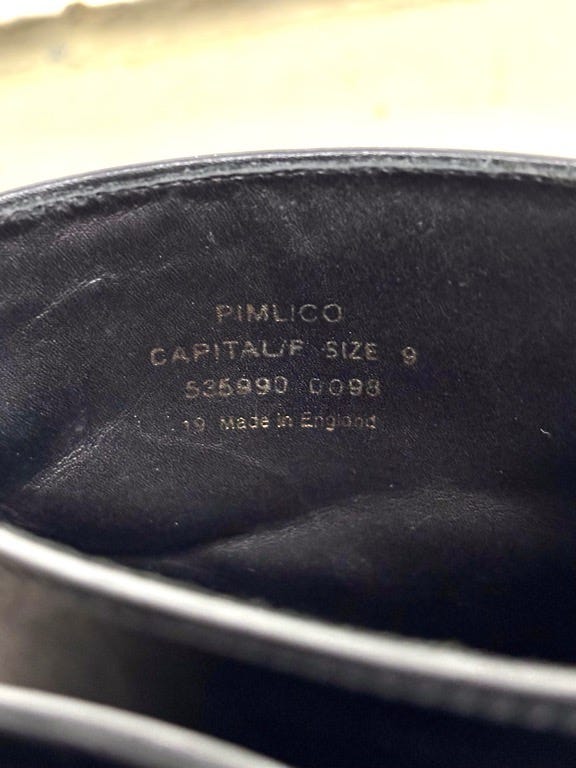 PIMLICO
CAPITAL/F SIZE 9
535990 0098
19 Made in England